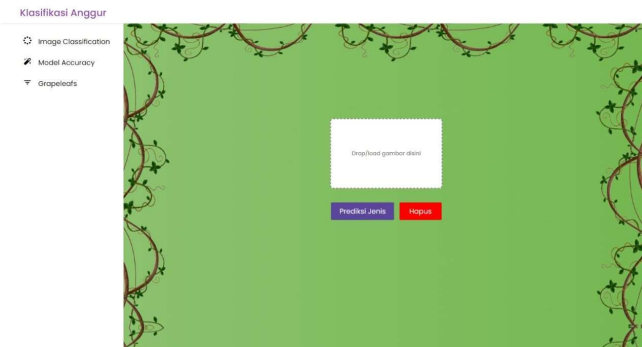 Klasifikasi Anggur
Image Classification
Model Accuracy
Grapeleafs
Drop/load gambar disini
Prediksi Jenis
Hapus